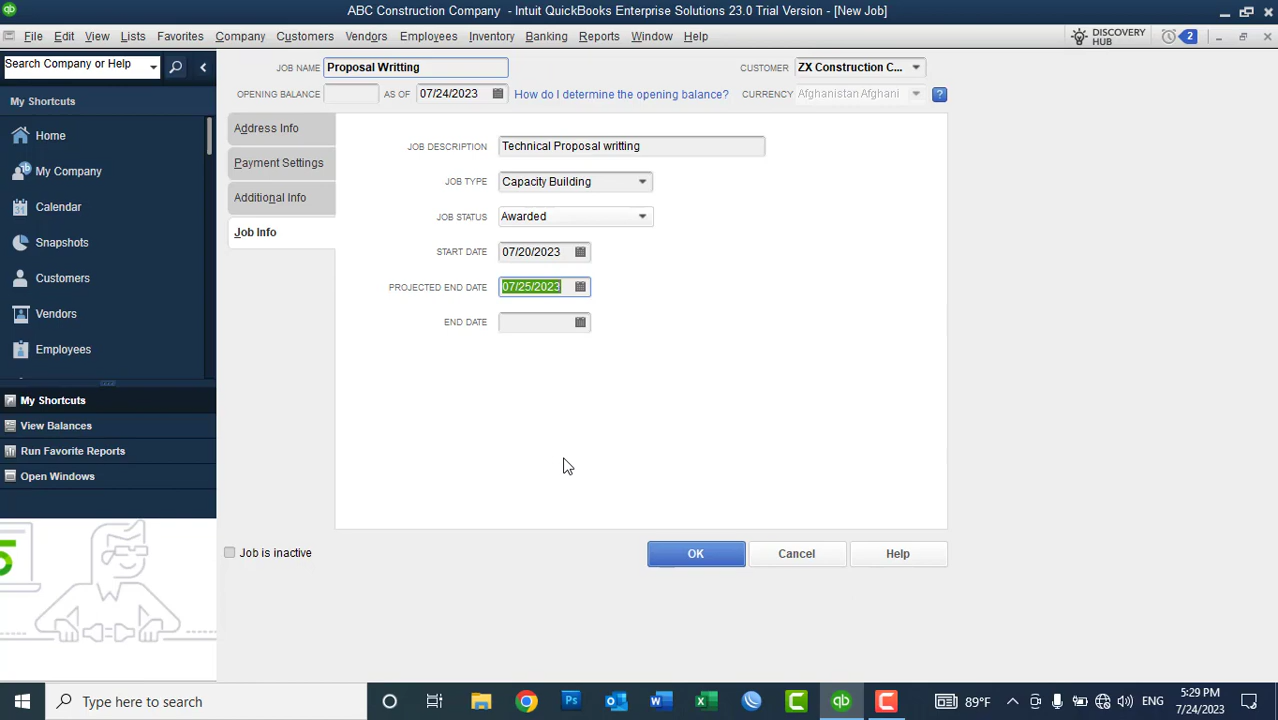 ABC Construction Company - Intuit QuickBooks Enterprise Solutions 23.0 Trial Version - [New Job]
File Edit View Lists Favorites Company Customers Vendors Employees Inventory Banking Reports Window Help
DISCOVERY
HUB
2
Search Company or Help
My Shortcuts
Home
My Company
Calendar
Snapshots
Customers
Vendors
Employees
My Shortcuts
View Balances
Run Favorite Reports
Open Windows
JOB NAME Proposal Writting
CUSTOMER ZX Construction C...
OPENING BALANCE AS OF 07/24/2023 How do I determine the opening balance? CURRENCY Afghanistan Afghani ?
Address Info
Payment Settings
Additional Info
Job Info
JOB DESCRIPTION Technical Proposal writting
JOB TYPE Capacity Building
JOB STATUS Awarded
START DATE 07/20/2023
PROJECTED END DATE 07/25/2023
END DATE
Job is inactive
OK Cancel Help
Type here to search
89°F
ENG
5:29 PM
7/24/2023